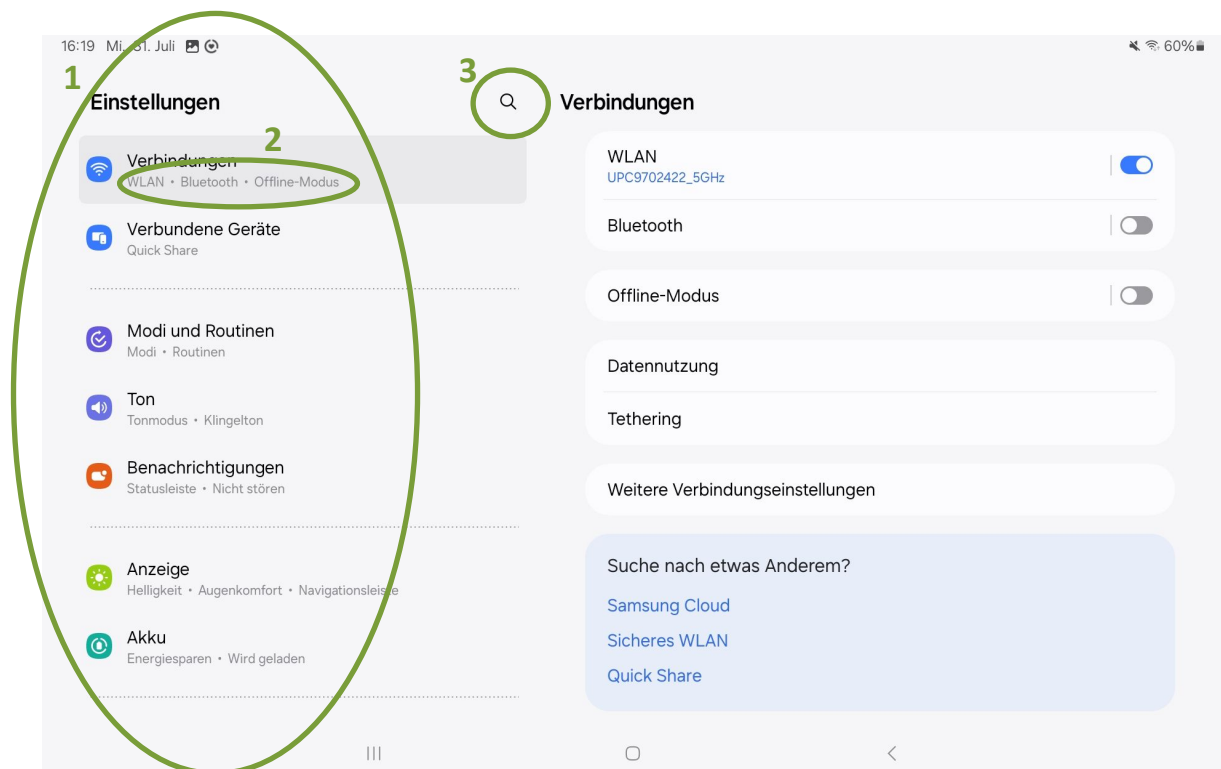 16:19 Mi. 31. Juli
60%
1
3
Einstellungen
2
Verbindungen
WLAN • Bluetooth • Offline-Modus
Verbundene Geräte
Quick Share
Modi und Routinen
Modi • Routinen
Ton
Tonmodus • Klingelton
Benachrichtigungen
Statusleiste • Nicht stören
Anzeige
Helligkeit • Augenkomfort • Navigationsleiste
Akku
Energiesparen • Wird geladen
Verbindungen
WLAN
UPC9702422_5GHz
Bluetooth
Offline-Modus
Datennutzung
Tethering
Weitere Verbindungseinstellungen
Suche nach etwas Anderem?
Samsung Cloud
Sicheres WLAN
Quick Share